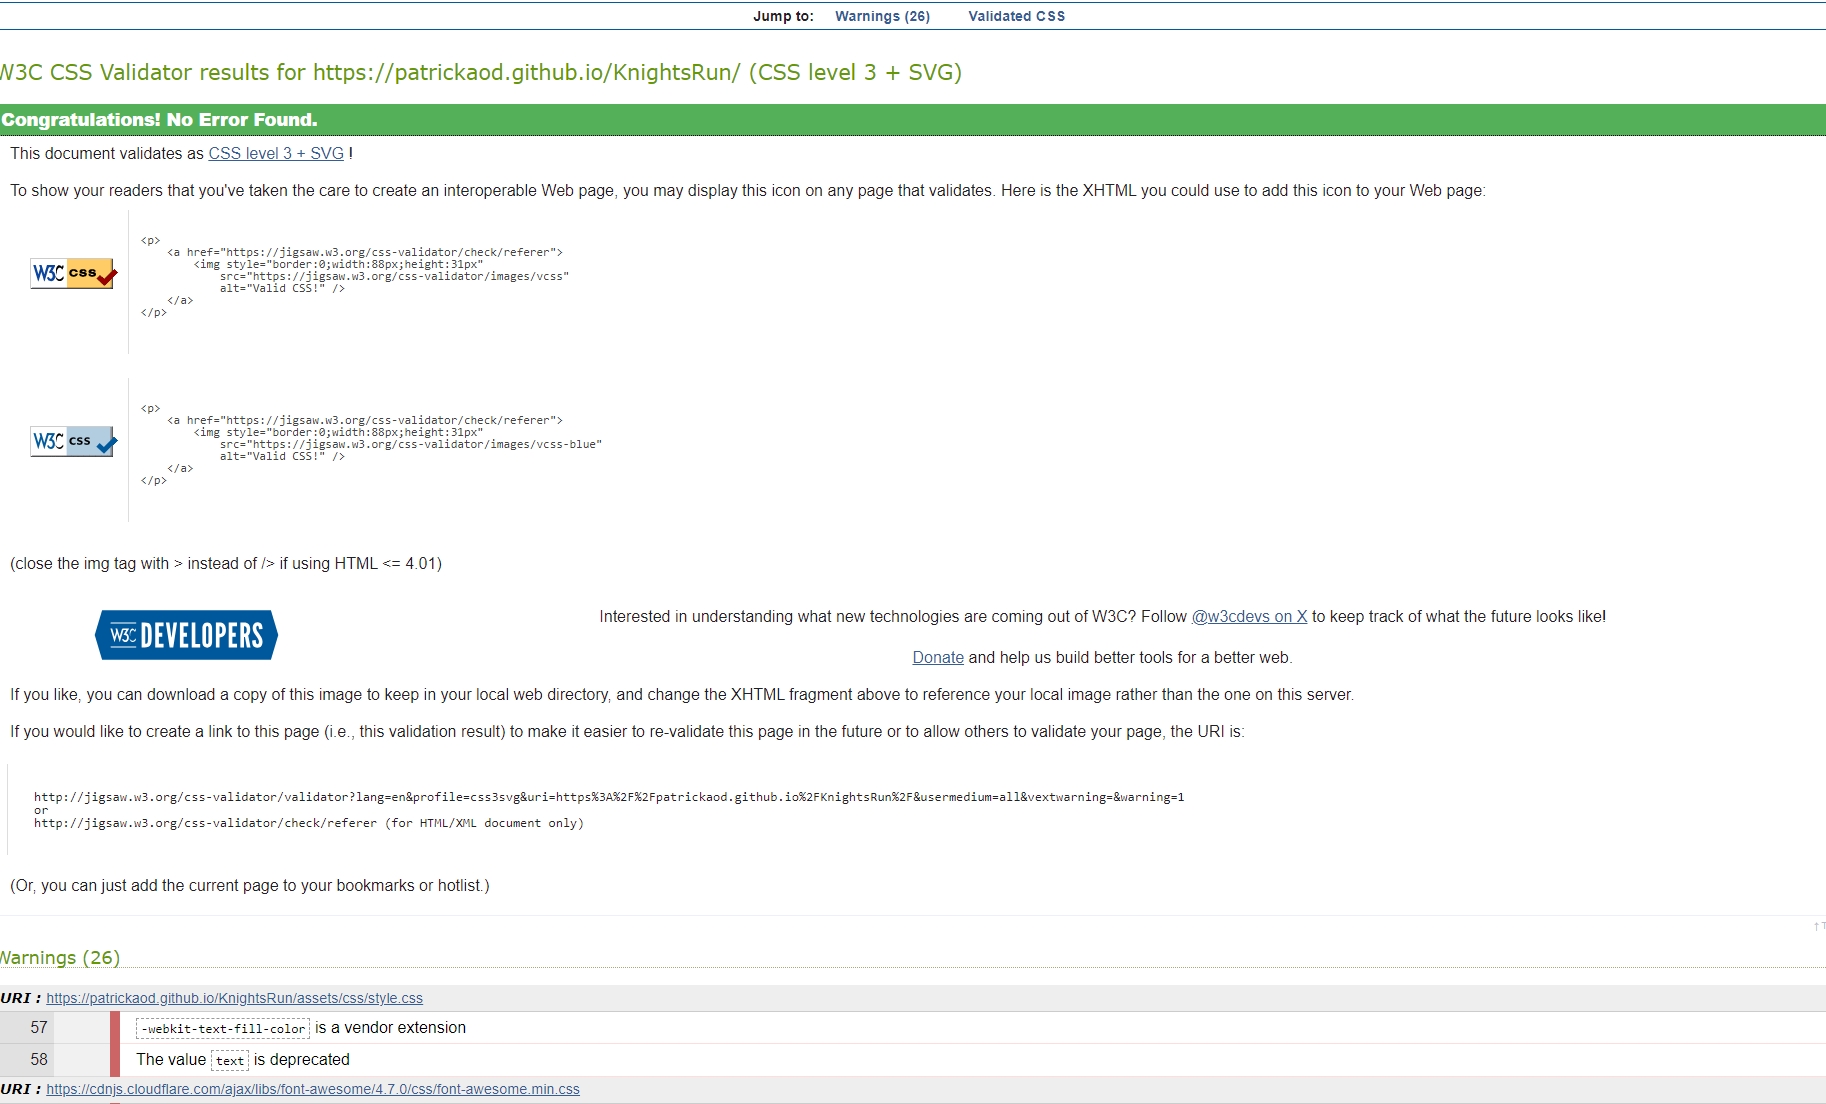 Jump to: Warnings (26) Validated CSS
W3C CSS Validator results for https://patrickaod.github.io/KnightsRun/ (CSS level 3 + SVG)
Congratulations! No Error Found.
This document validates as CSS level 3 + SVG !
To show your readers that you've taken the care to create an interoperable Web page, you may display this icon on any page that validates. Here is the XHTML you could use to add this icon to your Web page:
W3C css
<p>
<a href="https://jigsaw.w3.org/css-validator/check/referer">
<img style="border:0;width:88px;height:31px"
src="https://jigsaw.w3.org/css-validator/images/vcss"
alt="Valid CSS!" />
</a>
</p>
W3C css
<p>
<a href="https://jigsaw.w3.org/css-validator/check/referer">
<img style="border:0;width:88px;height:31px"
src="https://jigsaw.w3.org/css-validator/images/vcss-blue"
alt="Valid CSS!" />
</a>
</p>
(close the img tag with > instead of /> if using HTML <= 4.01)
W3C DEVELOPERS
Interested in understanding what new technologies are coming out of W3C? Follow @w3cdevs on X to keep track of what the future looks like!
Donate and help us build better tools for a better web.
If you like, you can download a copy of this image to keep in your local web directory, and change the XHTML fragment above to reference your local image rather than the one on this server.
If you would like to create a link to this page (i.e., this validation result) to make it easier to re-validate this page in the future or to allow others to validate your page, the URI is:
http://jigsaw.w3.org/css-validator/validator?lang=en&profile=css3svg&uri=https%3A%2F%2Fpatrickaod.github.io%2FKnightsRun%2F&usermedium=all&vextwarning=&warning=1
or
http://jigsaw.w3.org/css-validator/check/referer (for HTML/XML document only)
(Or, you can just add the current page to your bookmarks or hotlist.)
↑ T
Warnings (26)
URI : https://patrickaod.github.io/KnightsRun/assets/css/style.css
57 -webkit-text-fill-color is a vendor extension
58 The value text is deprecated
URI : https://cdnjs.cloudflare.com/ajax/libs/font-awesome/4.7.0/css/font-awesome.min.css